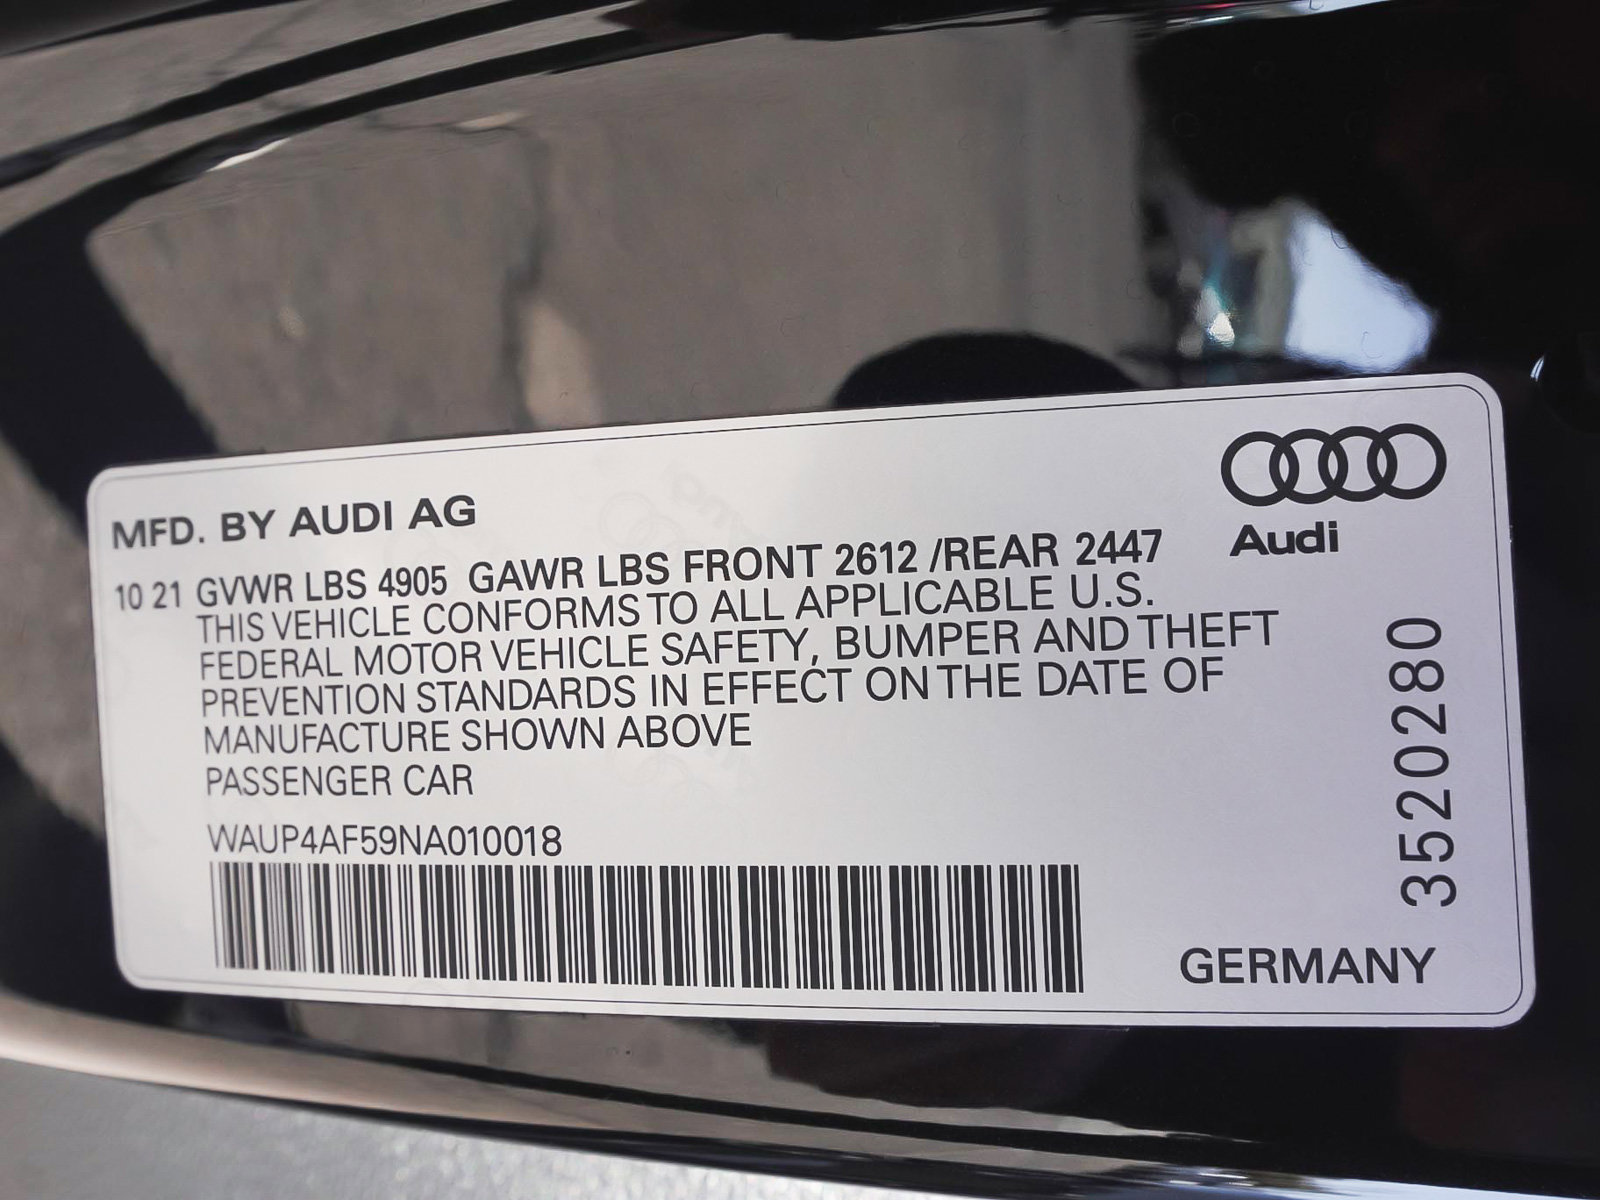 MFD. BY AUDI AG
Audi
10 21 GVWR LBS 4905 GAWR LBS FRONT 2612 /REAR 2447
THIS VEHICLE CONFORMS TO ALL APPLICABLE U.S.
FEDERAL MOTOR VEHICLE SAFETY, BUMPER AND THEFT
PREVENTION STANDARDS IN EFFECT ON THE DATE OF
MANUFACTURE SHOWN ABOVE
PASSENGER CAR
WAUP4AF59NA010018
3520280
GERMANY